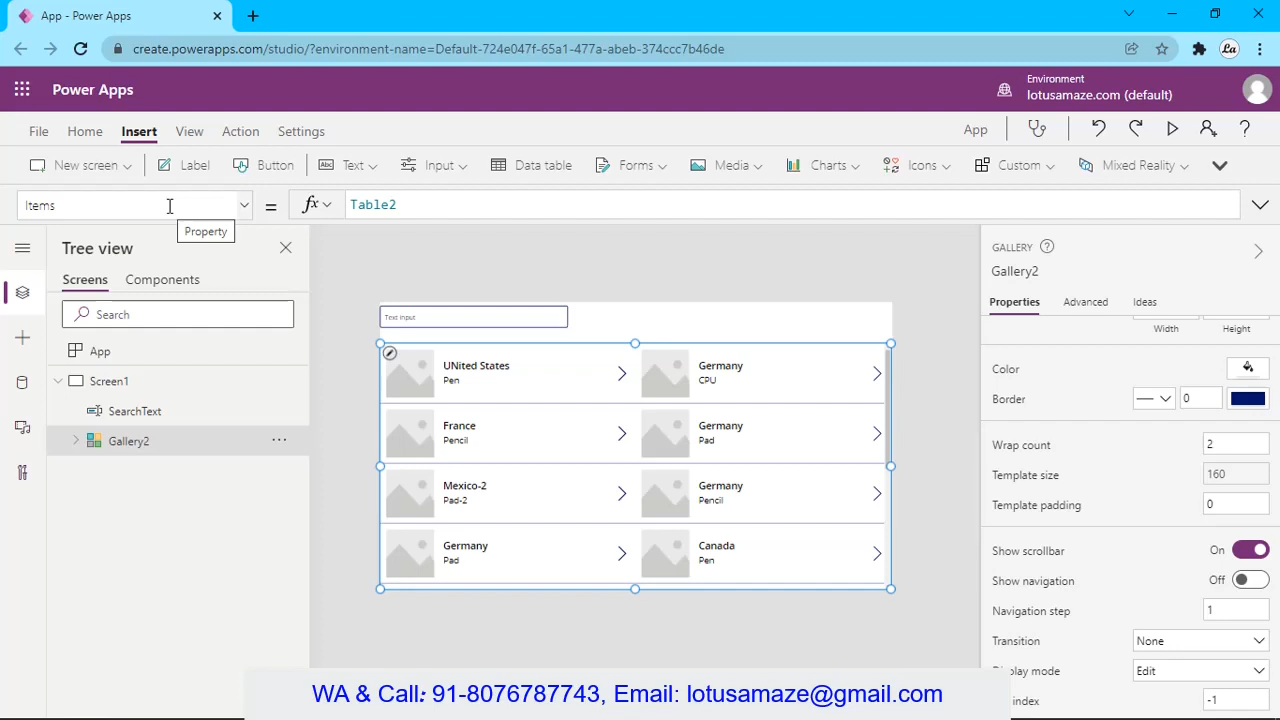 App - Power Apps
create.powerapps.com/studio/?environment-name=Default-724e047f-65a1-477a-abeb-374ccc7b46de
La
Power Apps
Environment
lotusamaze.com (default)
File Home Insert View Action Settings App
New screen Label Button Abc Text Input Data table Forms Media Charts Icons Custom Mixed Reality
Items = fx Table2
Property
Tree view
Screens Components
Search
App
Screen1
SearchText
Gallery2
Text input
UNited States
Pen
Germany
CPU
France
Pencil
Germany
Pad
Mexico-2
Pad-2
Germany
Pencil
Germany
Pad
Canada
Pen
GALLERY
Gallery2
Properties Advanced Ideas
Width Height
Color
Border 0
Wrap count 2
Template size 160
Template padding 0
Show scrollbar On
Show navigation Off
Navigation step 1
Transition None
Display mode Edit
index -1
WA & Call: 91-8076787743, Email: lotusamaze@gmail.com